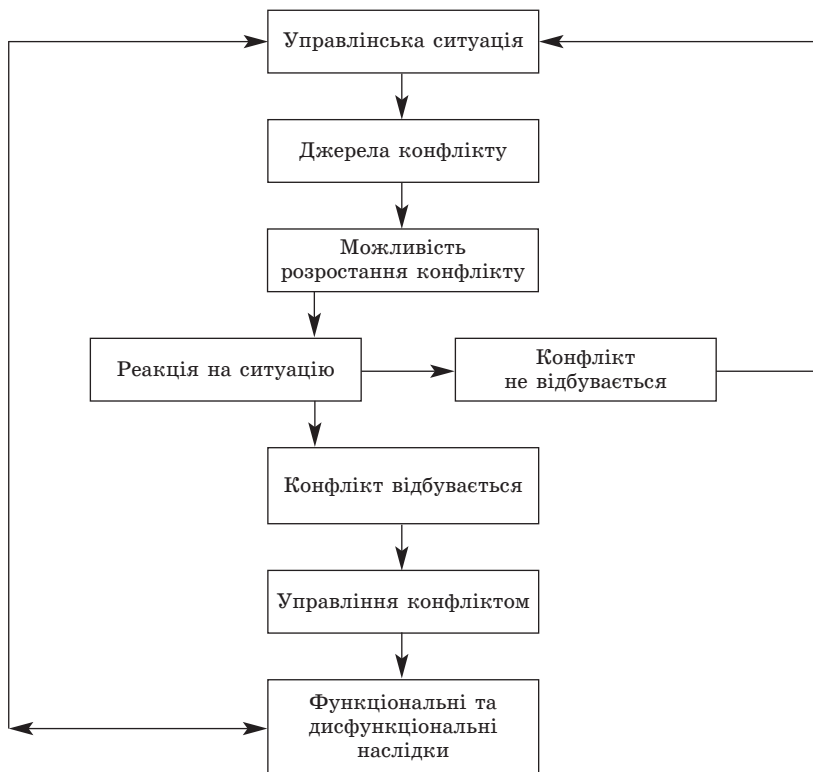 Управлінська ситуація
Джерела конфлікту
Можливість
розростання конфлікту
Реакція на ситуацію
Конфлікт
не відбувається
Конфлікт відбувається
Управління конфліктом
Функціональні та
дисфункціональні
наслідки